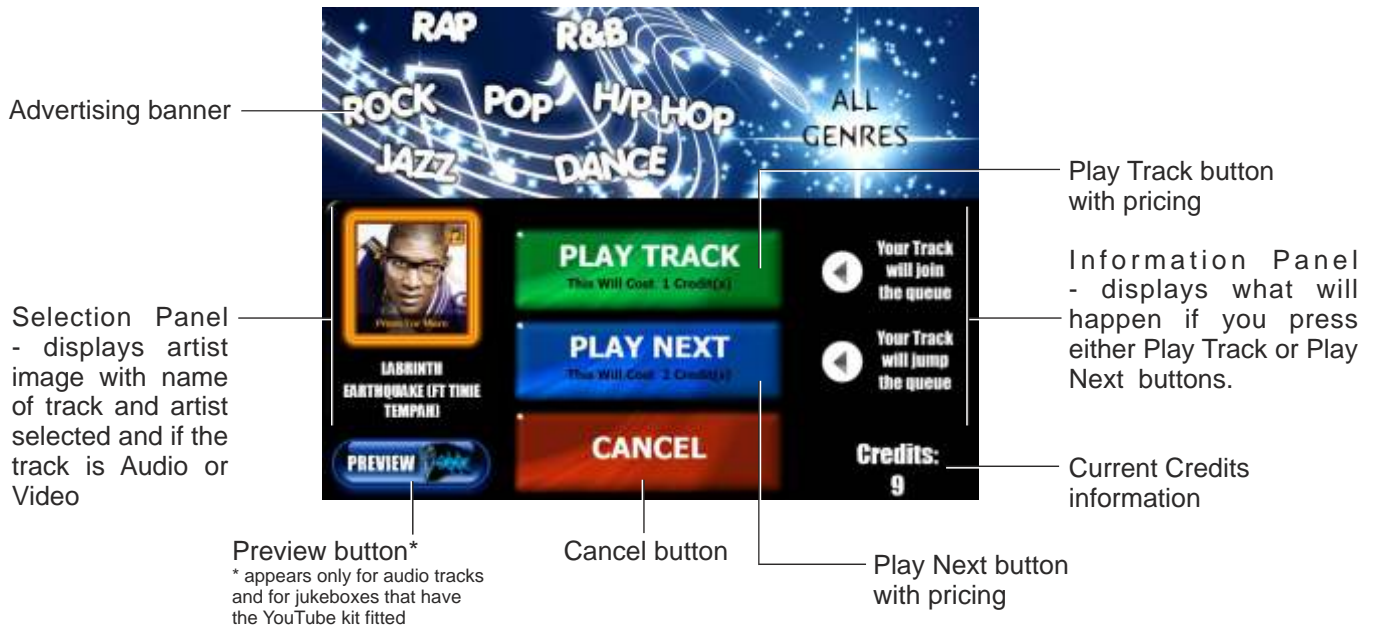 RAP
R&B
ROCK
POP
HIP HOP
JAZZ
DANCE
ALL
GENRES
Advertising banner
Play Track button
with pricing
PLAY TRACK
This Will Cost 1 Credit(s)
Your Track
will join
the queue
Information Panel
- displays what will
happen if you press
either Play Track or Play
Next buttons.
Selection Panel
- displays artist
image with name
of track and artist
selected and if the
track is Audio or
Video
Press For More
LABRINTH
EARTHQUAKE (FT TINIE
TEMPAH)
PLAY NEXT
This Will Cost 2 Credit(s)
Your Track
will jump
the queue
PREVIEW
CANCEL
Credits:
9
Current Credits
information
Preview button*
* appears only for audio tracks
and for jukeboxes that have
the YouTube kit fitted
Cancel button
Play Next button
with pricing